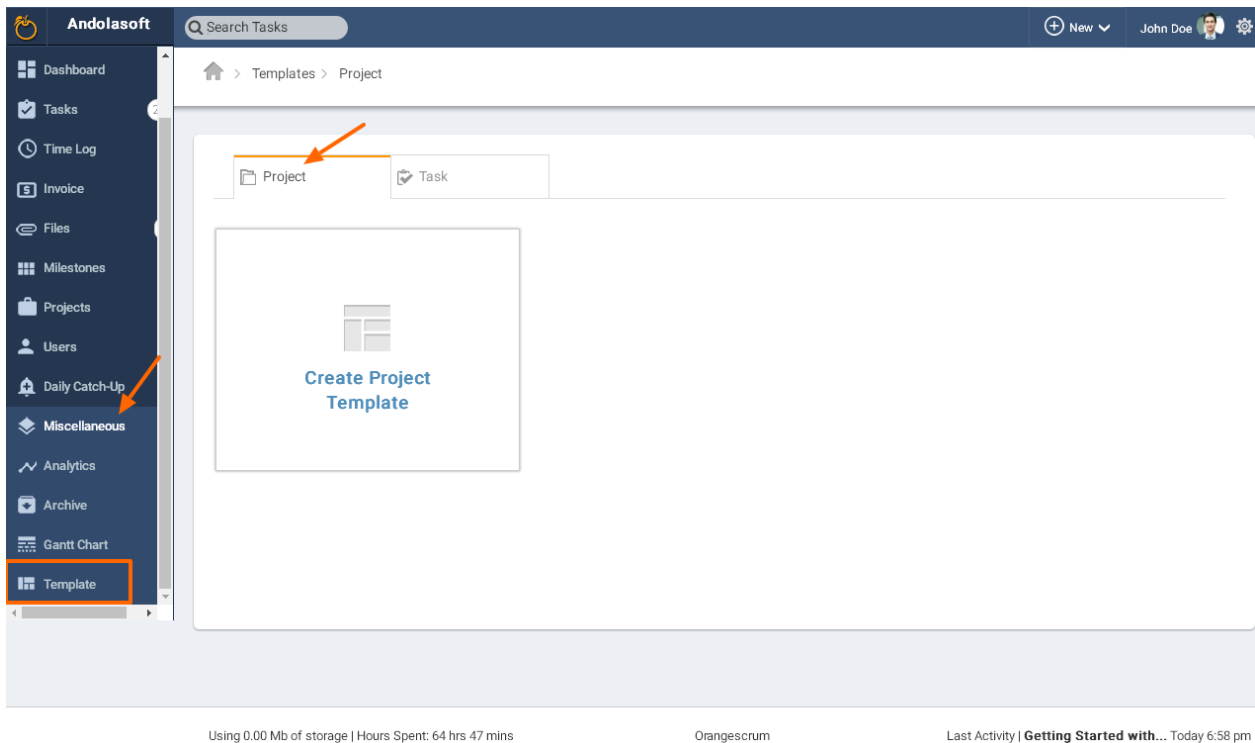 Andolasoft
Search Tasks
New
John Doe
Dashboard
Tasks
Time Log
Invoice
Files
Milestones
Projects
Users
Daily Catch-Up
Miscellaneous
Analytics
Archive
Gantt Chart
Template
> Templates > Project
Project
Task
Create Project
Template
Using 0.00 Mb of storage | Hours Spent: 64 hrs 47 mins
Orangescrum
Last Activity | Getting Started with... Today 6:58 pm